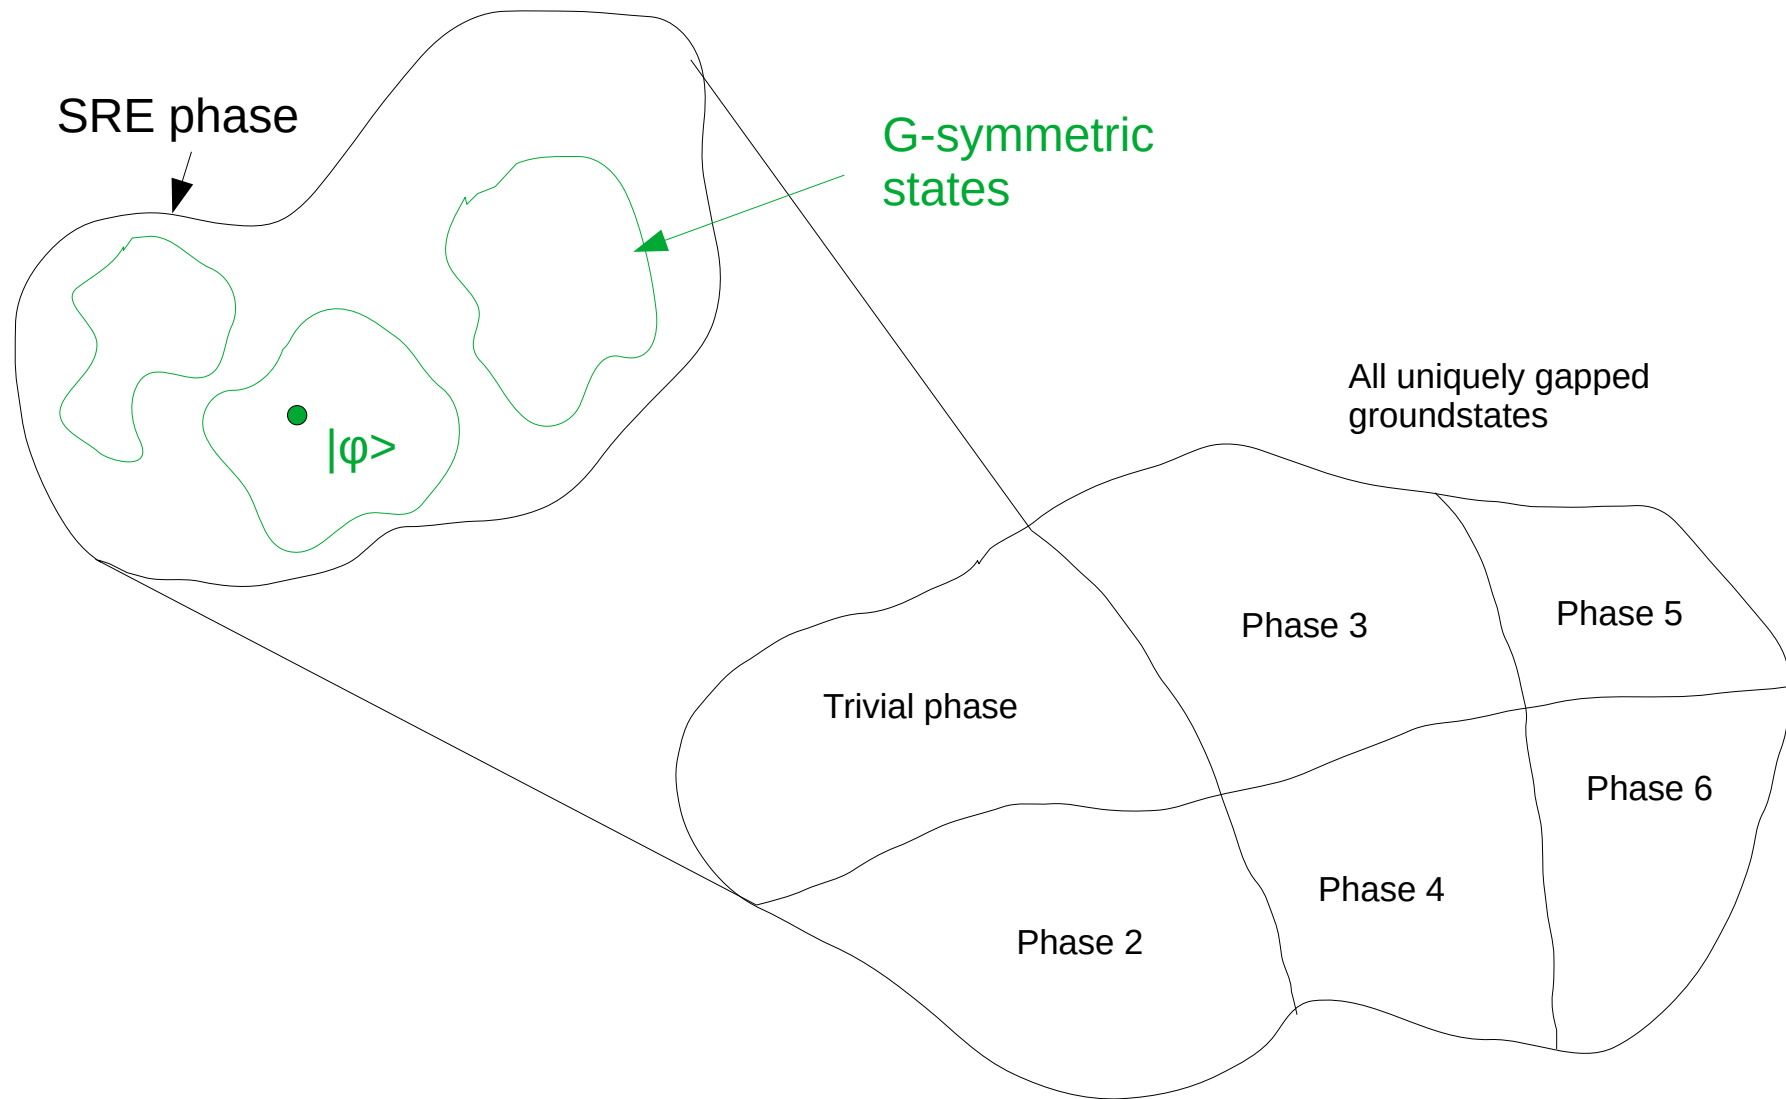 SRE phase
G-symmetric
states
|φ>
All uniquely gapped
groundstates
Phase 3
Phase 5
Trivial phase
Phase 6
Phase 4
Phase 2